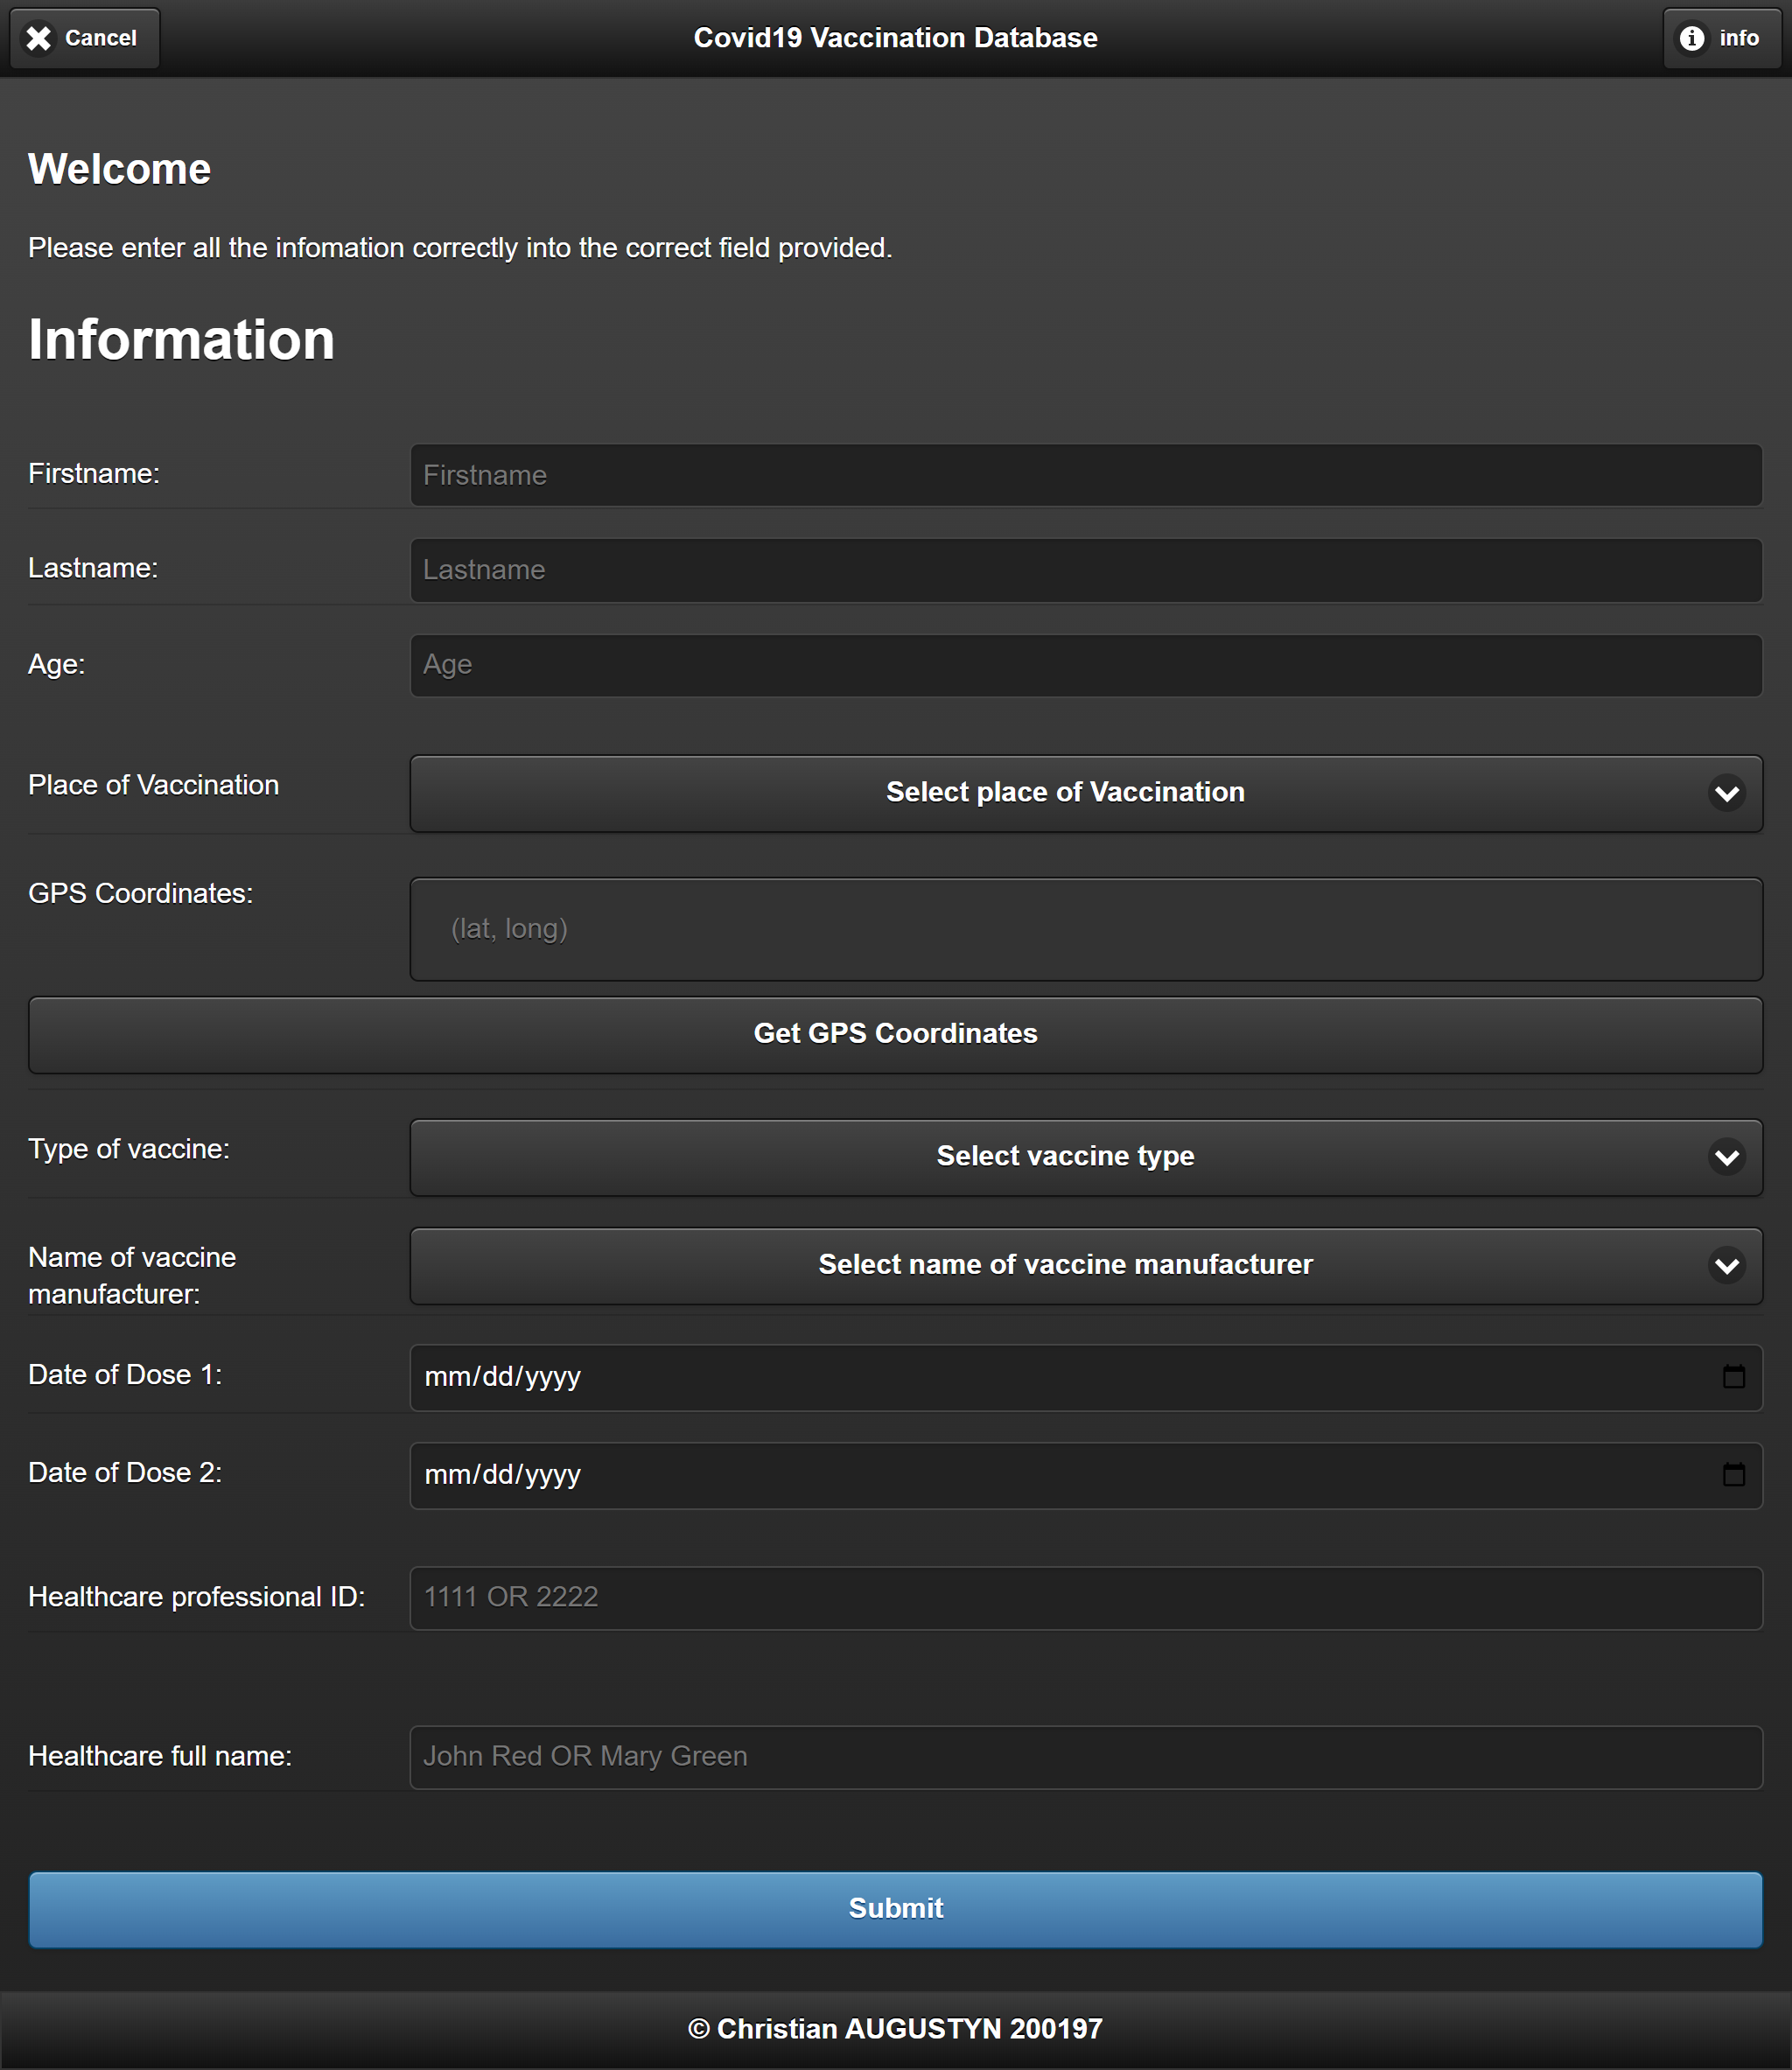 Cancel
Covid19 Vaccination Database
info
Welcome
Please enter all the infomation correctly into the correct field provided.
Information
Firstname:
Firstname
Lastname:
Lastname
Age:
Age
Place of Vaccination
Select place of Vaccination
GPS Coordinates:
(lat, long)
Get GPS Coordinates
Type of vaccine:
Select vaccine type
Name of vaccine
manufacturer:
Select name of vaccine manufacturer
Date of Dose 1:
mm/dd/yyyy
Date of Dose 2:
mm/dd/yyyy
Healthcare professional ID:
1111 OR 2222
Healthcare full name:
John Red OR Mary Green
Submit
© Christian AUGUSTYN 200197